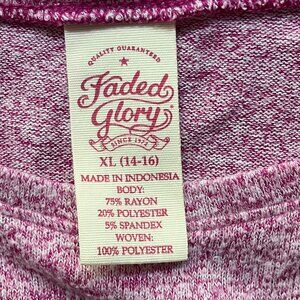 QUALITY GUARANTEED
Faded
Glory®
SINCE 1972
XL (14-16)
MADE IN INDONESIA
BODY:
75% RAYON
20% POLYESTER
5% SPANDEX
WOVEN:
100% POLYESTER